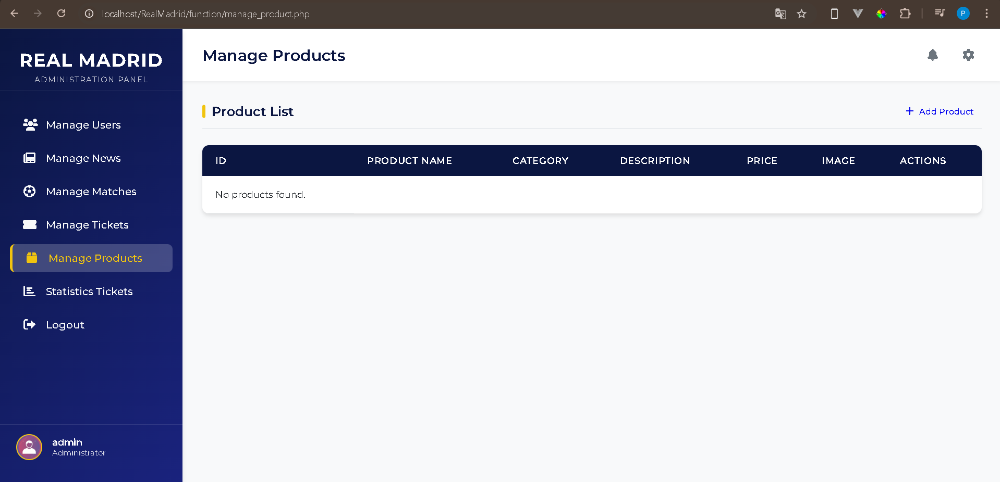 localhost/RealMadrid/function/manage_product.php
P
REAL MADRID
ADMINISTRATION PANEL
Manage Users
Manage News
Manage Matches
Manage Tickets
Manage Products
Statistics Tickets
Logout
admin
Administrator
Manage Products
Product List
Add Product
ID PRODUCT NAME CATEGORY DESCRIPTION PRICE IMAGE ACTIONS
No products found.